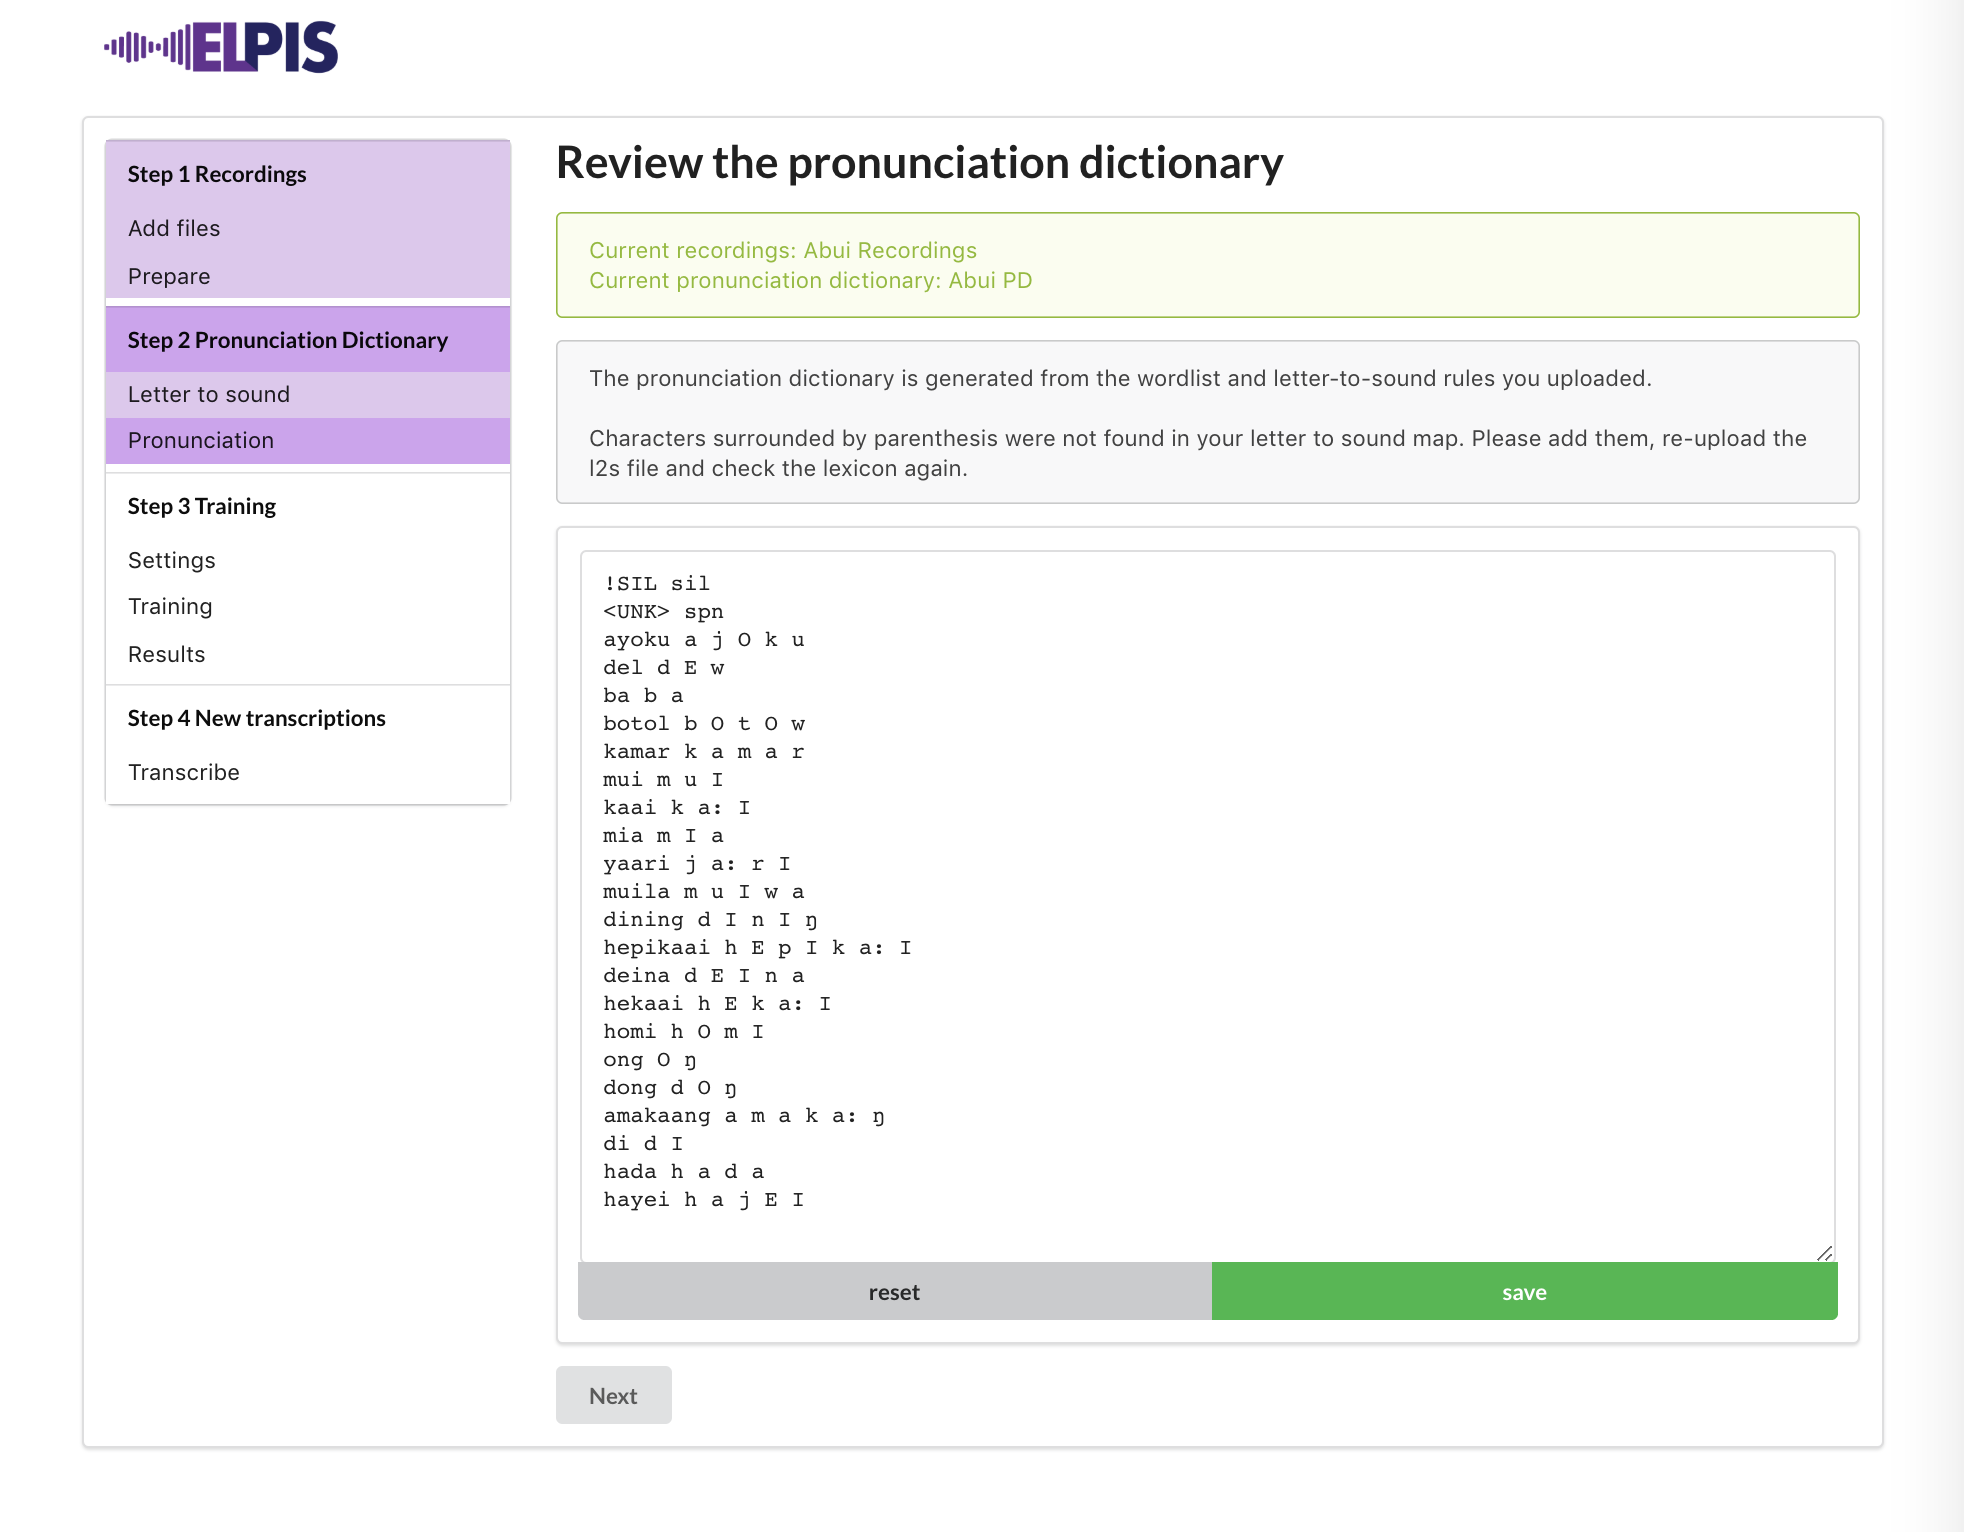 ELPIS
Step 1 Recordings
Add files
Prepare
Step 2 Pronunciation Dictionary
Letter to sound
Pronunciation
Step 3 Training
Settings
Training
Results
Step 4 New transcriptions
Transcribe
Review the pronunciation dictionary
Current recordings: Abui Recordings
Current pronunciation dictionary: Abui PD
The pronunciation dictionary is generated from the wordlist and letter-to-sound rules you uploaded.
Characters surrounded by parenthesis were not found in your letter to sound map. Please add them, re-upload the
l2s file and check the lexicon again.
!SIL sil
<UNK> spn
ayoku a j O k u
del d E w
ba b a
botol b O t O w
kamar k a m a r
mui m u I
kaai k a: I
mia m I a
yaari j a: r I
muila m u I w a
dining d I n I ŋ
hepikaai h E p I k a: I
deina d E I n a
hekaai h E k a: I
homi h O m I
ong O ŋ
dong d O ŋ
amakaang a m a k a: ŋ
di d I
hada h a d a
hayei h a j E I
reset
save
Next